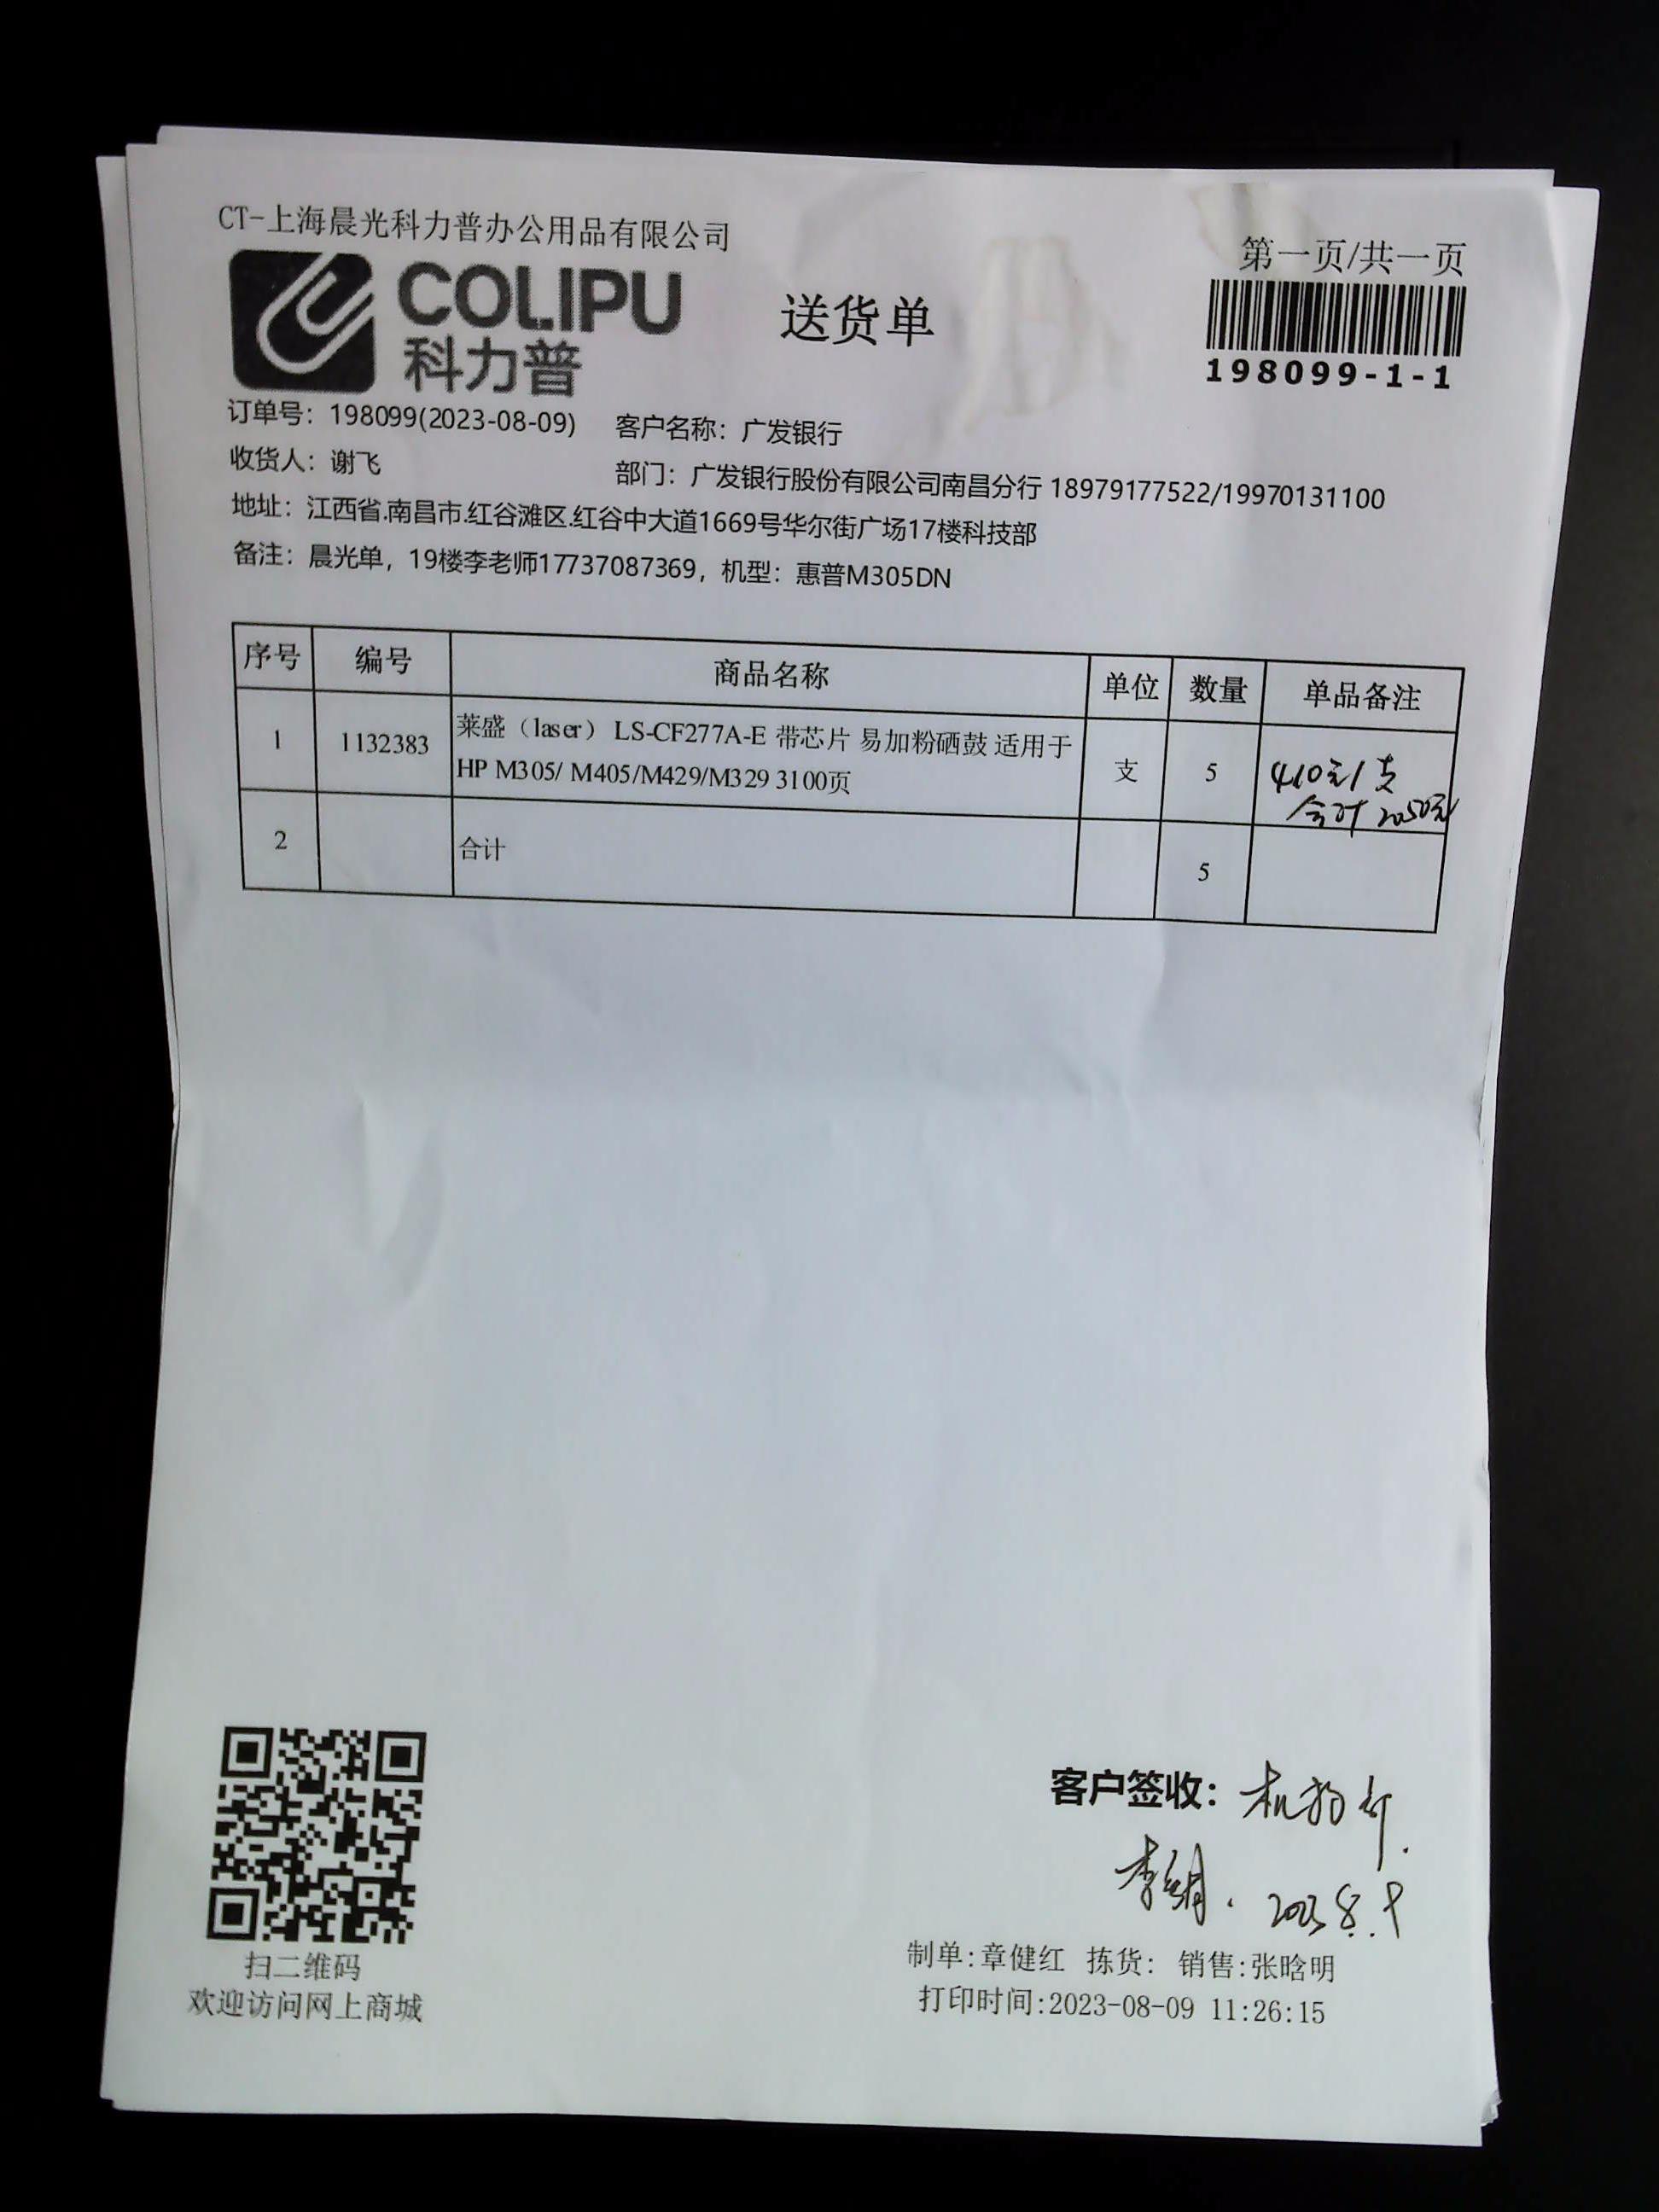 CT-上海晨光科力普办公用品有限公司
第一页/共一页
COLIPU
科力普
送货单
198099-1-1
订单号：198099(2023-08-09) 客户名称：广发银行
收货人：谢飞 部门：广发银行股份有限公司南昌分行 18979177522/19970131100
地址：江西省.南昌市.红谷滩区.红谷中大道1669号华尔街广场17楼科技部
备注：晨光单，19楼李老师17737087369，机型：惠普M305DN
序号 编号 商品名称 单位 数量 单品备注
1 1132383 莱盛（laser） LS-CF277A-E 带芯片 易加粉硒鼓 适用于
HP M305/ M405/M429/M329 3100页 支 5 410元/支
合计 2050元
2 合计 5
客户签收：
2023.8.9
制单:章健红 拣货: 销售:张晗明
打印时间:2023-08-09 11:26:15
扫二维码
欢迎访问网上商城